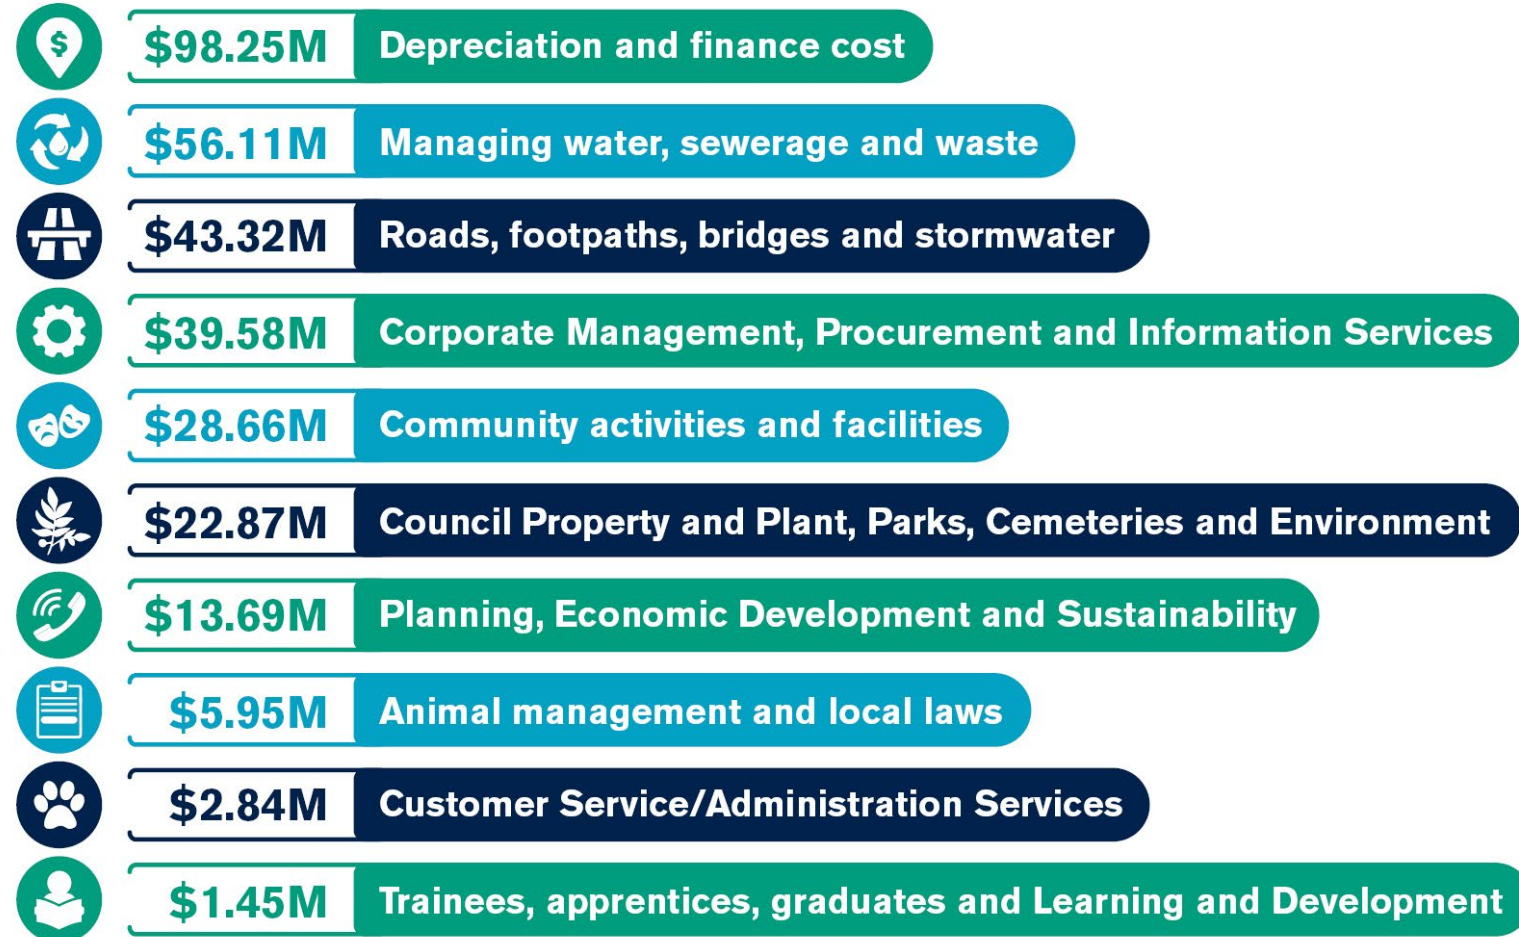 $98.25M Depreciation and finance cost
$56.11M Managing water, sewerage and waste
$43.32M Roads, footpaths, bridges and stormwater
$39.58M Corporate Management, Procurement and Information Services
$28.66M Community activities and facilities
$22.87M Council Property and Plant, Parks, Cemeteries and Environment
$13.69M Planning, Economic Development and Sustainability
$5.95M Animal management and local laws
$2.84M Customer Service/Administration Services
$1.45M Trainees, apprentices, graduates and Learning and Development